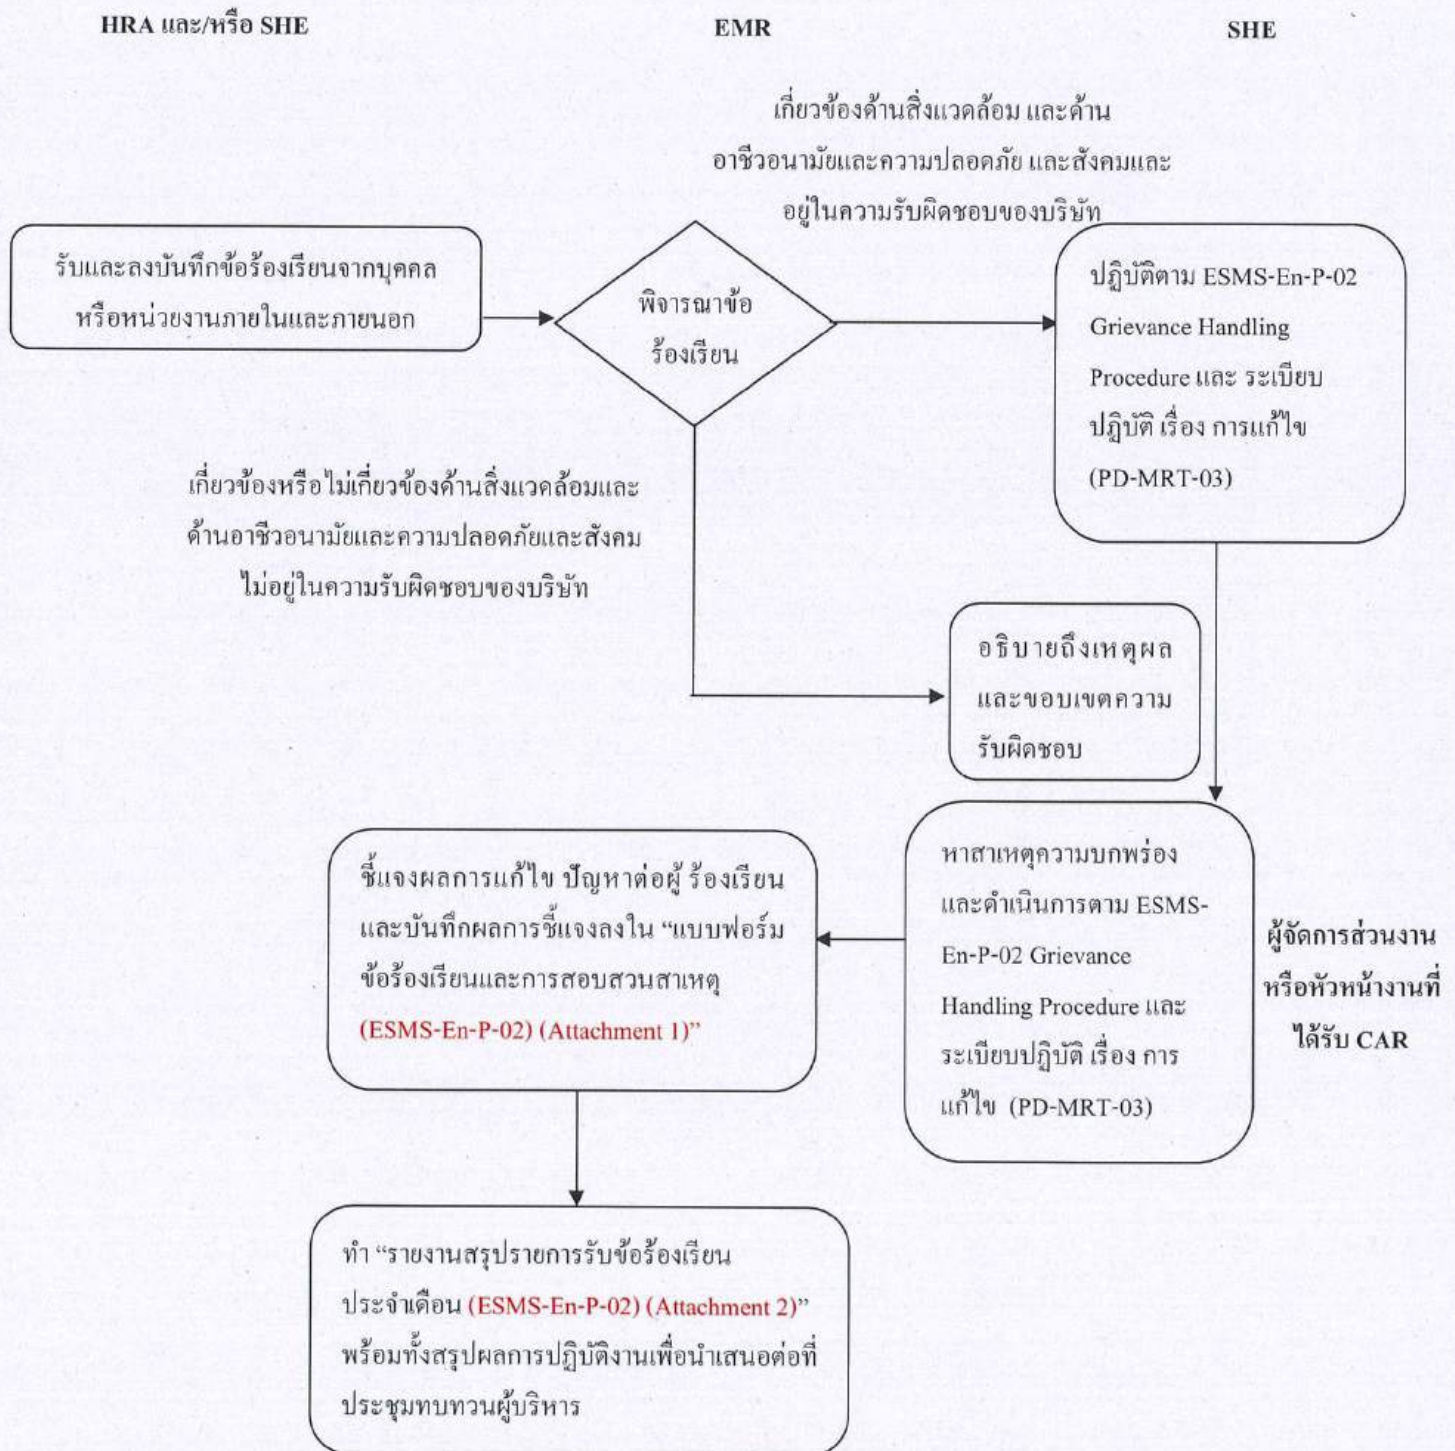 HRA และ/หรือ SHE
EMR
SHE
เกี่ยวข้องด้านสิ่งแวดล้อม และด้าน
อาชีวอนามัยและความปลอดภัย และสังคมและ
อยู่ในความรับผิดชอบของบริษัท
รับและลงบันทึกข้อร้องเรียนจากบุคคล
หรือหน่วยงานภายในและภายนอก
พิจารณาข้อ
ร้องเรียน
ปฏิบัติตาม ESMS-En-P-02
Grievance Handling
Procedure และ ระเบียบ
ปฏิบัติ เรื่อง การแก้ไข
(PD-MRT-03)
เกี่ยวข้องหรือไม่เกี่ยวข้องด้านสิ่งแวดล้อมและ
ด้านอาชีวอนามัยและความปลอดภัยและสังคม
ไม่อยู่ในความรับผิดชอบของบริษัท
อธิบายถึงเหตุผล
และขอบเขตความ
รับผิดชอบ
หาสาเหตุความบกพร่อง
และดำเนินการตาม ESMS-
En-P-02 Grievance
Handling Procedure และ
ระเบียบปฏิบัติ เรื่อง การ
แก้ไข (PD-MRT-03)
ผู้จัดการส่วนงาน
หรือหัวหน้างานที่
ได้รับ CAR
ชี้แจงผลการแก้ไข ปัญหาต่อผู้ ร้องเรียน
และบันทึกผลการชี้แจงลงใน “แบบฟอร์ม
ข้อร้องเรียนและการสอบสวนสาเหตุ
(ESMS-En-P-02) (Attachment 1)”
ทำ “รายงานสรุปรายการรับข้อร้องเรียน
ประจำเดือน (ESMS-En-P-02) (Attachment 2)”
พร้อมทั้งสรุปผลการปฏิบัติงานเพื่อนำเสนอต่อที่
ประชุมทบทวนผู้บริหาร